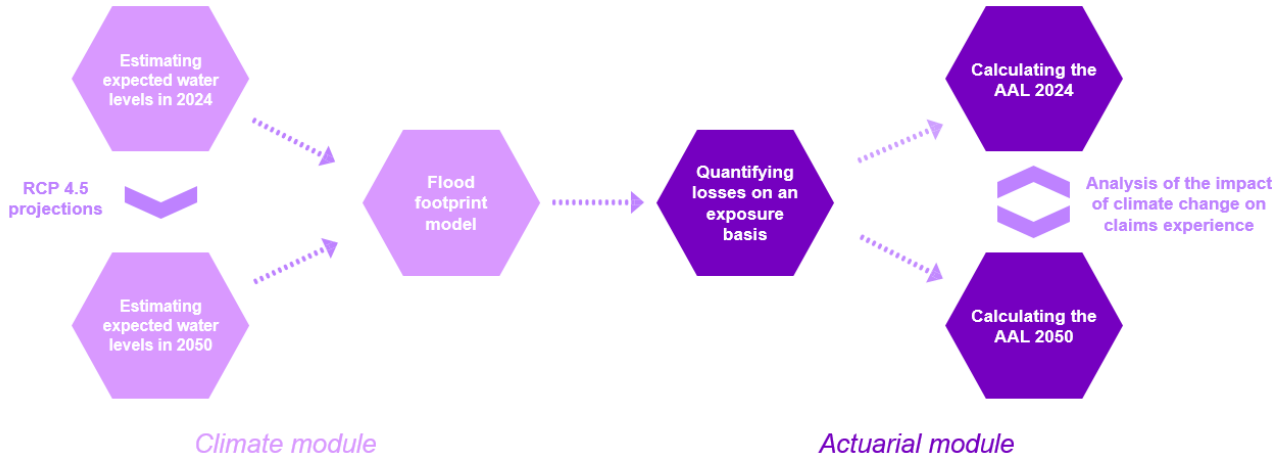 Estimating
expected water
levels in 2024
RCP 4.5
projections
Estimating
expected water
levels in 2050
Flood
footprint
model
Quantifying
losses on an
exposure
basis
Calculating the
AAL 2024
Analysis of the impact
of climate change on
claims experience
Calculating the
AAL 2050
Climate module
Actuarial module